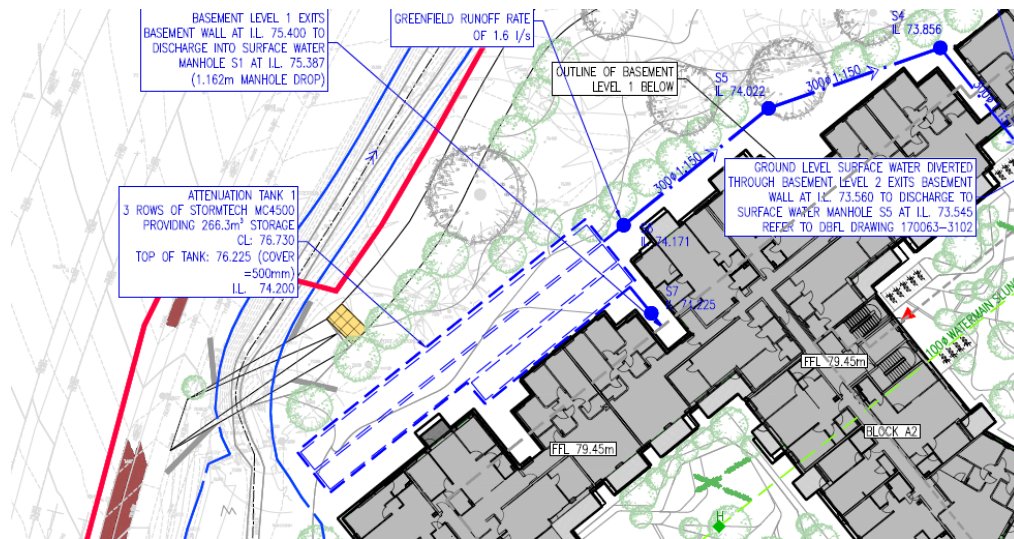 BASEMENT LEVEL 1 EXITS
BASEMENT WALL AT I.L. 75.400 TO
DISCHARGE INTO SURFACE WATER
MANHOLE S1 AT I.L. 75.387
(1.162m MANHOLE DROP)
GREENFIELD RUNOFF RATE
OF 1.6 l/s
S4
IL 73.856
OUTLINE OF BASEMENT
LEVEL 1 BELOW
S5
IL 74.022
300Ø 1:150
300Ø 1:150
GROUND LEVEL SURFACE WATER DIVERTED
THROUGH BASEMENT LEVEL 2 EXITS BASEMENT
WALL AT I.L. 73.560 TO DISCHARGE TO
SURFACE WATER MANHOLE S5 AT I.L. 73.545
REFER TO DBFL DRAWING 170063-3102
ATTENUATION TANK 1
3 ROWS OF STORMTECH MC4500
PROVIDING 266.3m³ STORAGE
CL: 76.730
TOP OF TANK: 76.225 (COVER
=500mm)
I.L. 74.200
S6
IL 74.171
S7
IL 74.225
100Ø WATERMAIN SLUNG
FFL 79.45m
FFL 79.45m
BLOCK A2
H